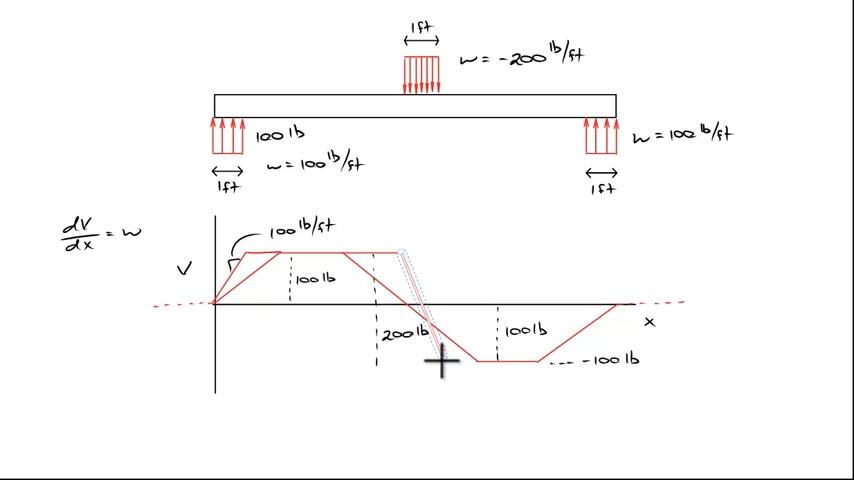 1ft
w = -200 lb/ft
100 lb
w = 100 lb/ft
w = 100 lb/ft
1ft
1ft
dV/dx = w
100 lb/ft
V
100 lb
200 lb
100 lb
x
-100 lb